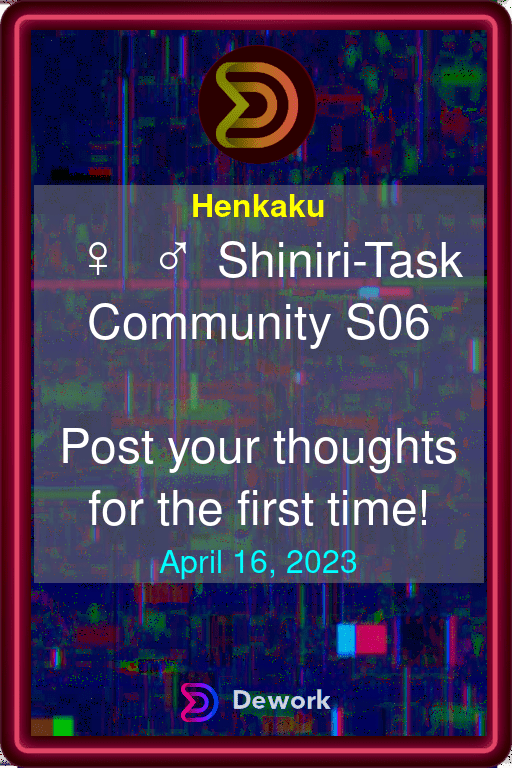 Henkaku
♀ ♂ Shiniri-Task
Community S06
Post your thoughts
for the first time!
April 16, 2023
Dework